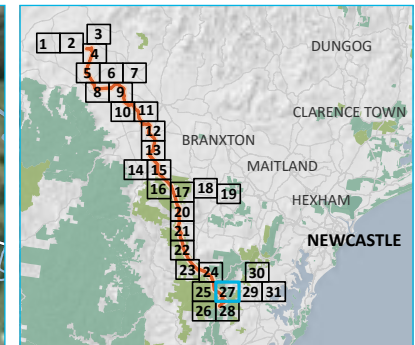 3
1 2
4
DUNGOG
5 6 7
8 9
10 11
CLARENCE TOWN
12
BRANXTON
13
MAITLAND
14 15
16 17 18 19
HEXHAM
20
21
NEWCASTLE
22
23 24 30
25 27 29 31
26 28